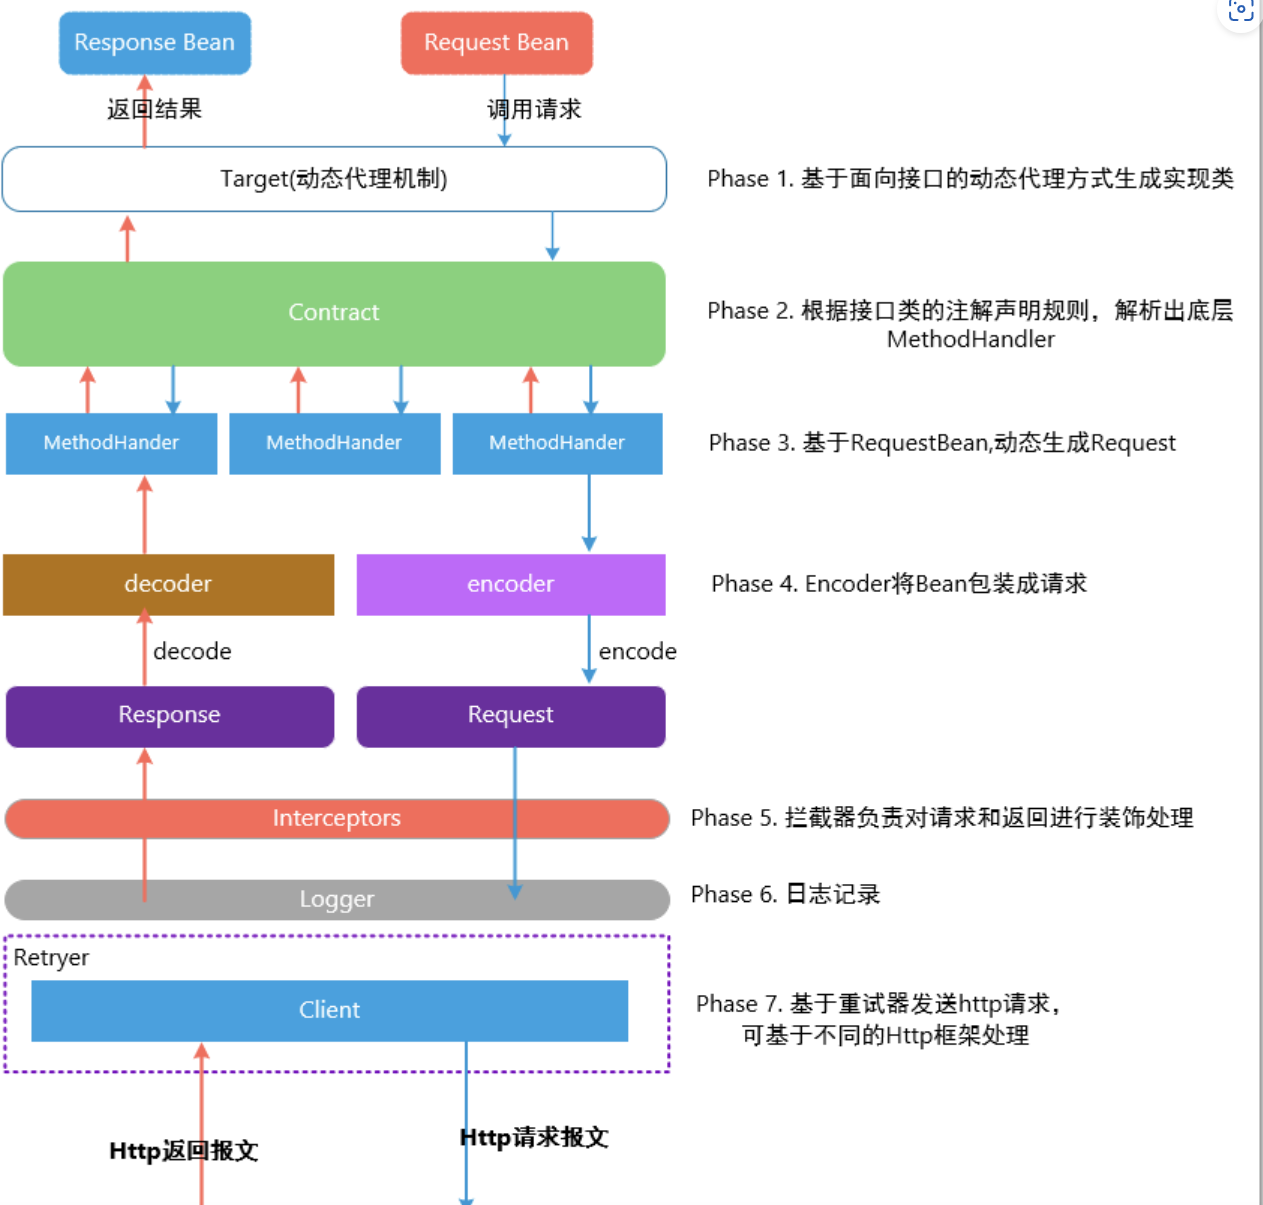 Response Bean
Request Bean
返回结果
调用请求
Target(动态代理机制)
Phase 1. 基于面向接口的动态代理方式生成实现类
Contract
Phase 2. 根据接口类的注解声明规则，解析出底层
MethodHandler
MethodHander
MethodHander
MethodHander
Phase 3. 基于RequestBean,动态生成Request
decoder
encoder
Phase 4. Encoder将Bean包装成请求
decode
encode
Response
Request
Interceptors
Phase 5. 拦截器负责对请求和返回进行装饰处理
Logger
Phase 6. 日志记录
Retryer
Client
Phase 7. 基于重试器发送http请求，
可基于不同的Http框架处理
Http返回报文
Http请求报文